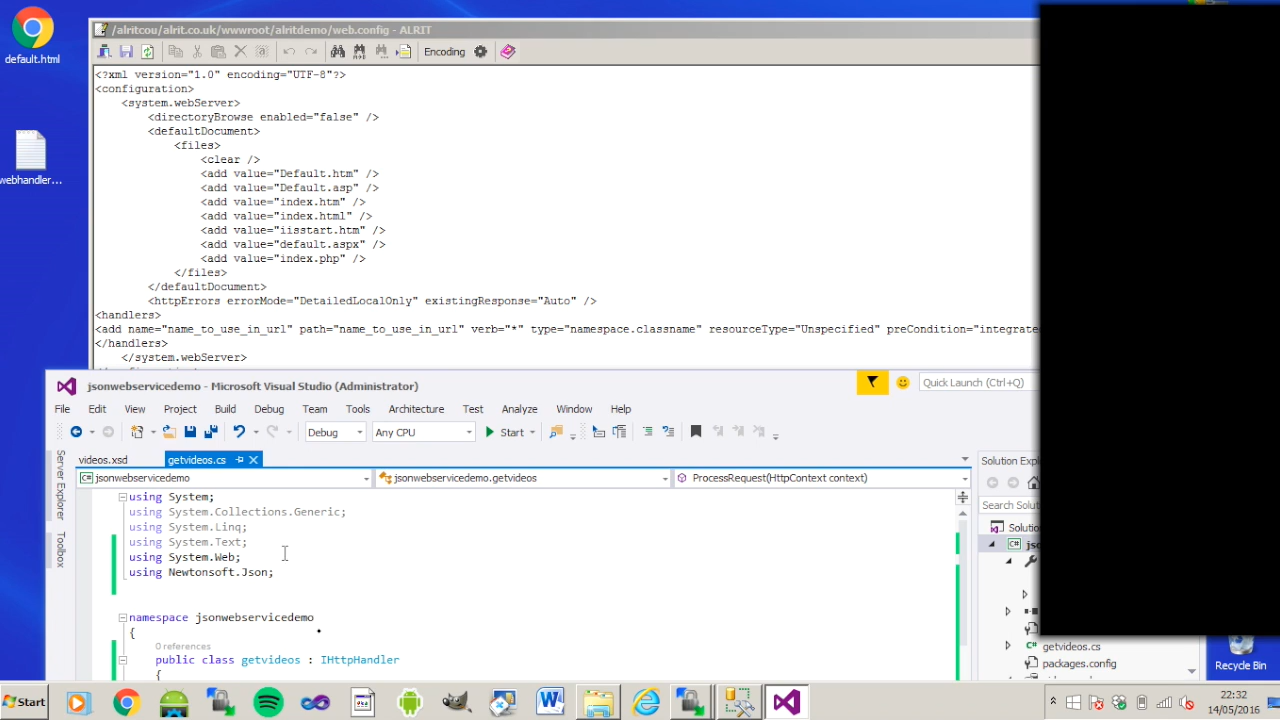 default.html
webhandler...
/alritcou/alrit.co.uk/wwwroot/alritdemo/web.config - ALRIT
Encoding
<?xml version="1.0" encoding="UTF-8"?>
<configuration>
<system.webServer>
<directoryBrowse enabled="false" />
<defaultDocument>
<files>
<clear />
<add value="Default.htm" />
<add value="Default.asp" />
<add value="index.htm" />
<add value="index.html" />
<add value="iisstart.htm" />
<add value="default.aspx" />
<add value="index.php" />
</files>
</defaultDocument>
<httpErrors errorMode="DetailedLocalOnly" existingResponse="Auto" />
<handlers>
<add name="name_to_use_in_url" path="name_to_use_in_url" verb="*" type="namespace.classname" resourceType="Unspecified" preCondition="integrate
</handlers>
</system.webServer>
jsonwebservicedemo - Microsoft Visual Studio (Administrator)
Quick Launch (Ctrl+Q)
File Edit View Project Build Debug Team Tools Architecture Test Analyze Window Help
Debug Any CPU Start
Server Explorer
Toolbox
videos.xsd getvideos.cs
jsonwebservicedemo jsonwebservicedemo.getvideos ProcessRequest(HttpContext context)
using System;
using System.Collections.Generic;
using System.Linq;
using System.Text;
using System.Web;
using Newtonsoft.Json;
namespace jsonwebservicedemo
{
0 references
public class getvideos : IHttpHandler
{
Solution Expl
Search Solut
Solutio
jso
getvideos.cs
packages.config
Recycle Bin
Start
22:32
14/05/2016